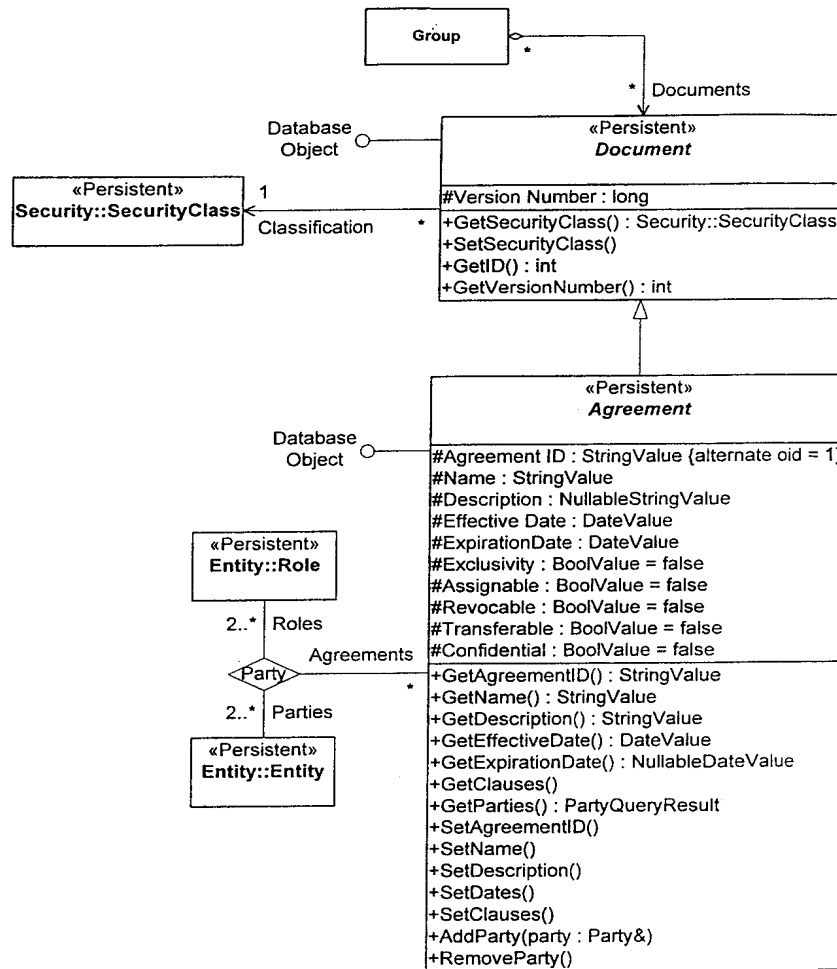 Group
*
* Documents
Database
Object
«Persistent»
Document
«Persistent»
Security::SecurityClass
1
Classification
*
#Version Number : long
+GetSecurityClass() : Security::SecurityClass
+SetSecurityClass()
+GetID() : int
+GetVersionNumber() : int
«Persistent»
Agreement
Database
Object
#Agreement ID : StringValue {alternate oid = 1}
#Name : StringValue
#Description : NullableStringValue
#Effective Date : DateValue
#ExpirationDate : DateValue
#Exclusivity : BoolValue = false
#Assignable : BoolValue = false
#Revocable : BoolValue = false
#Transferable : BoolValue = false
#Confidential : BoolValue = false
«Persistent»
Entity::Role
2..* Roles
Party
Agreements
*
2..* Parties
«Persistent»
Entity::Entity
+GetAgreementID() : StringValue
+GetName() : StringValue
+GetDescription() : StringValue
+GetEffectiveDate() : DateValue
+GetExpirationDate() : NullableDateValue
+GetClauses()
+GetParties() : PartyQueryResult
+SetAgreementID()
+SetName()
+SetDescription()
+SetDates()
+SetClauses()
+AddParty(party : Party&)
+RemoveParty()